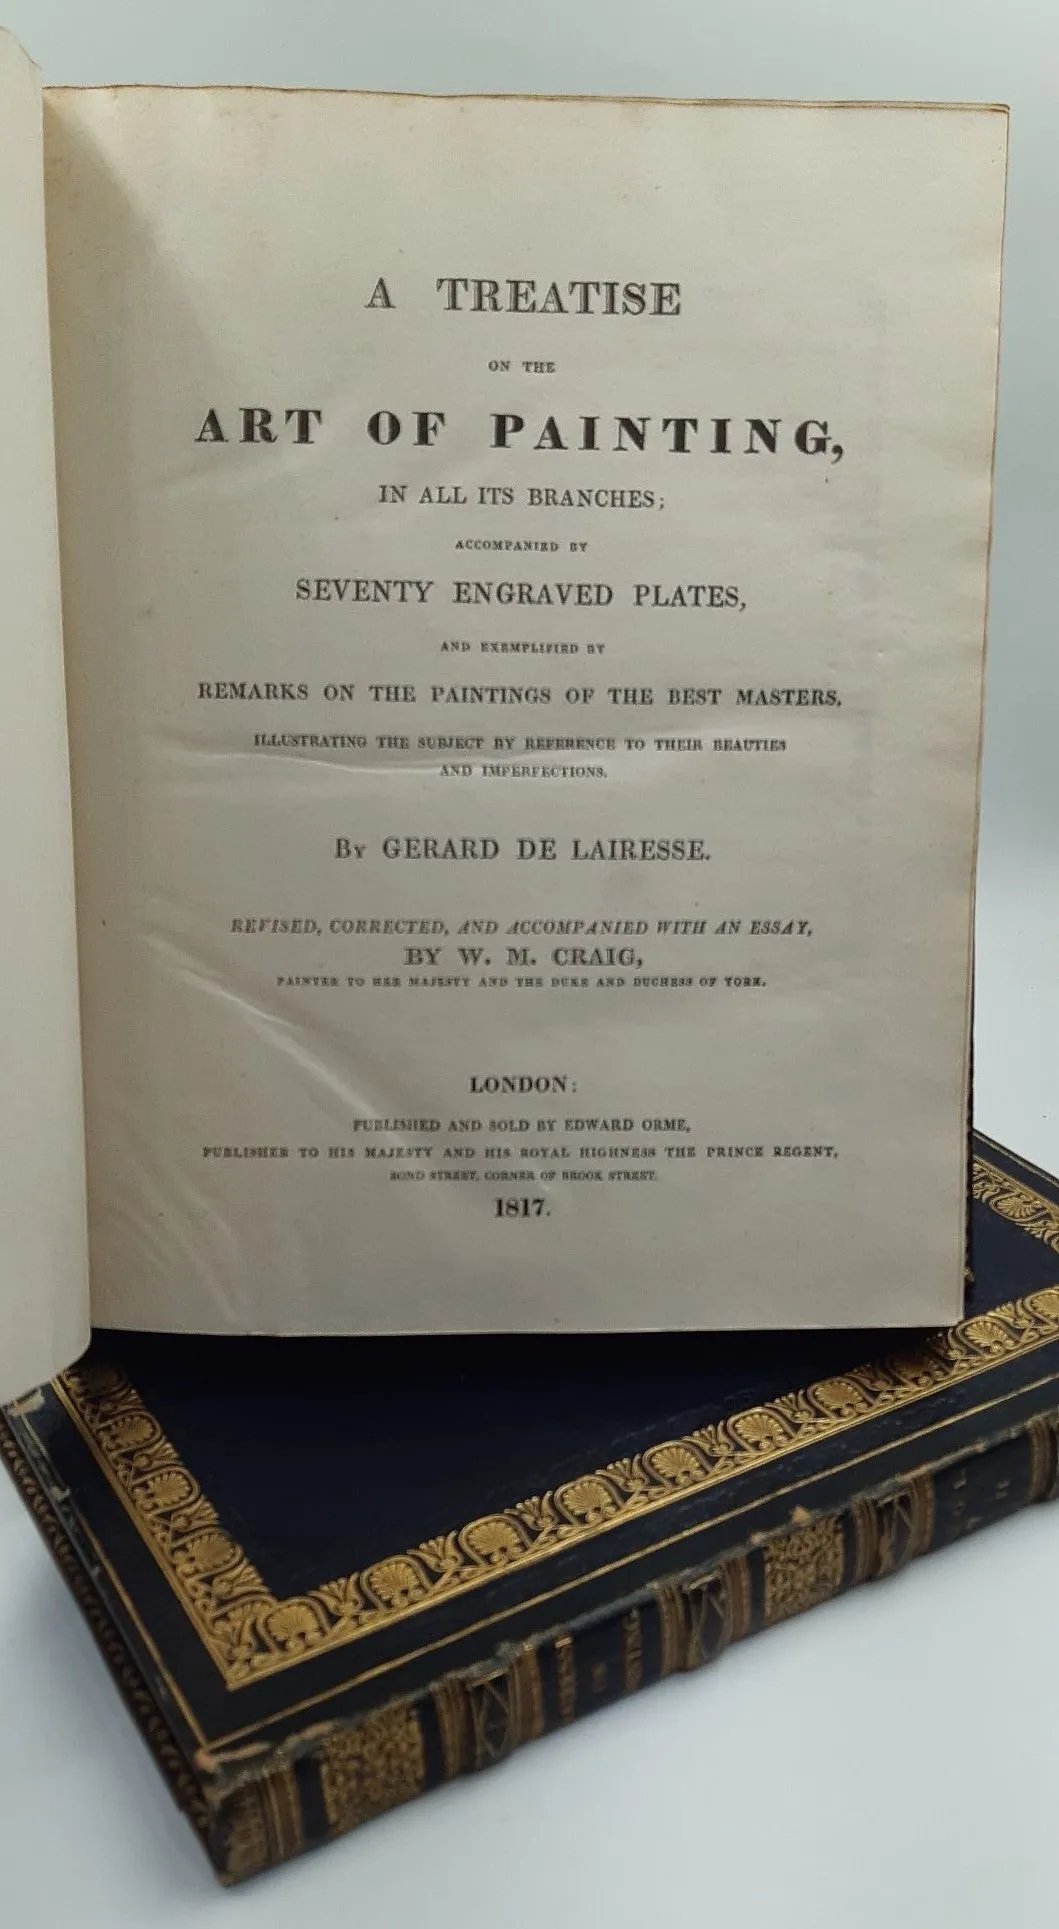 A TREATISE
ON THE
ART OF PAINTING,
IN ALL ITS BRANCHES;
ACCOMPANIED BY
SEVENTY ENGRAVED PLATES,
AND EXEMPLIFIED BY
REMARKS ON THE PAINTINGS OF THE BEST MASTERS,
ILLUSTRATING THE SUBJECT BY REFERENCE TO THEIR BEAUTIES
AND IMPERFECTIONS.
By GERARD DE LAIRESSE.
REVISED, CORRECTED, AND ACCOMPANIED WITH AN ESSAY,
BY W. M. CRAIG,
PAINTER TO HER MAJESTY AND THE DUKE AND DUCHESS OF YORK.
LONDON:
PUBLISHED AND SOLD BY EDWARD ORME,
PUBLISHER TO HIS MAJESTY AND HIS ROYAL HIGHNESS THE PRINCE REGENT,
BOND STREET, CORNER OF BROOK STREET.
1817.